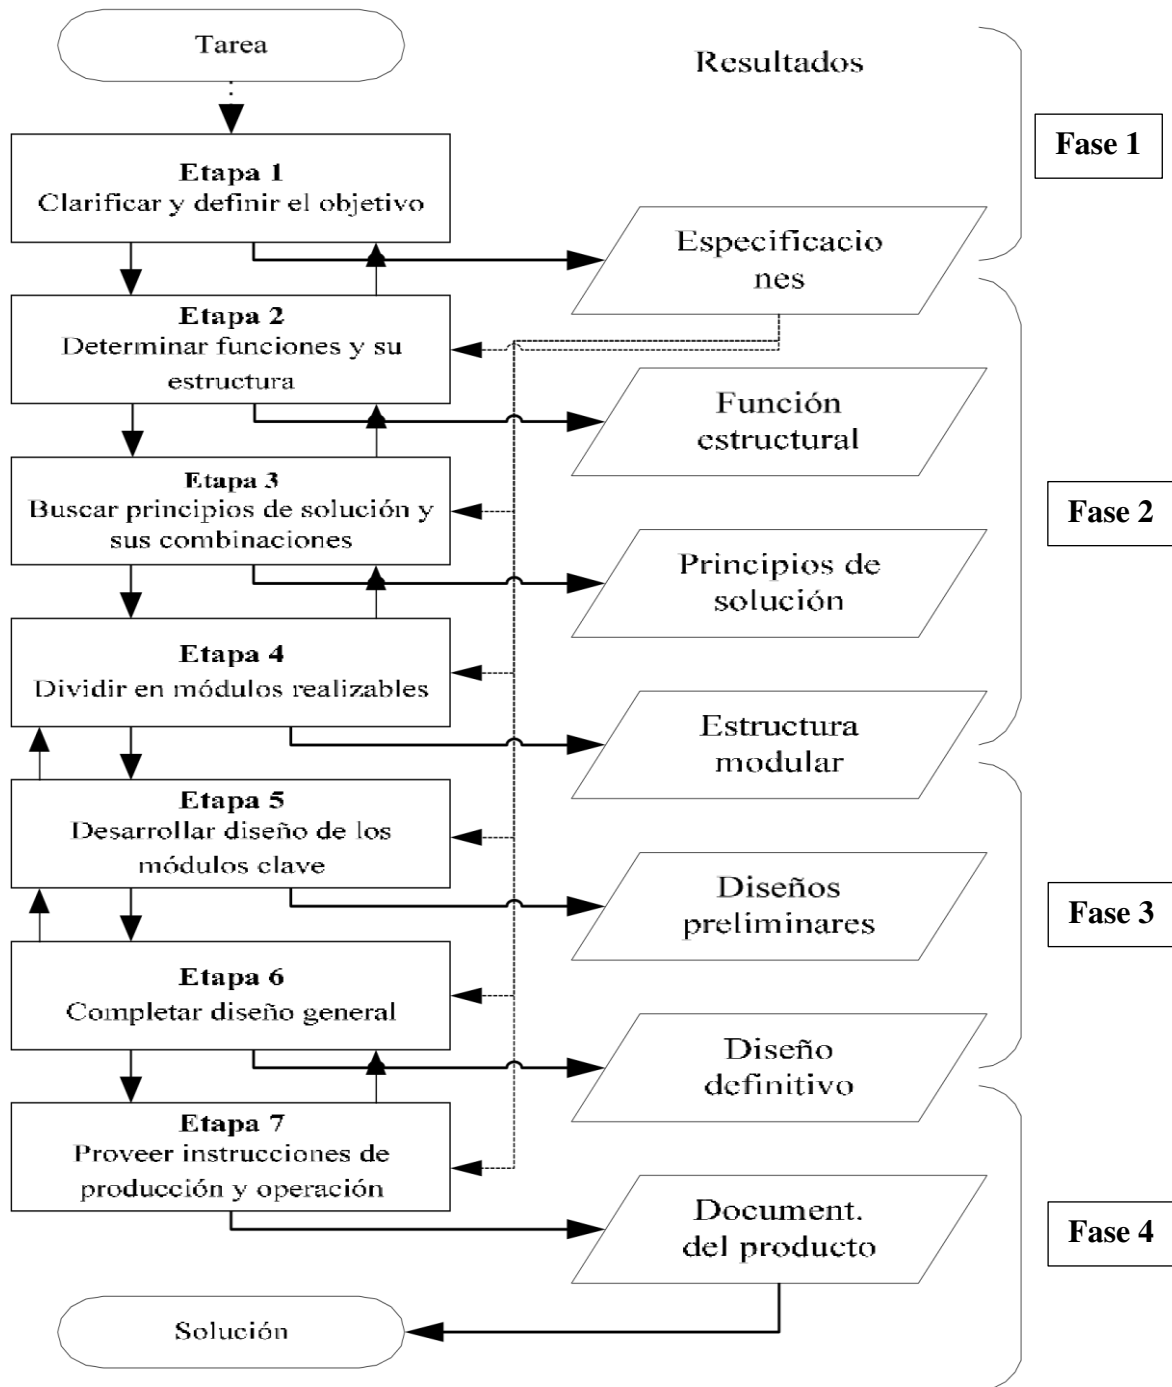 Tarea
Resultados
Fase 1
Etapa 1
Clarificar y definir el objetivo
Especificacio
nes
Etapa 2
Determinar funciones y su
estructura
Función
estructural
Etapa 3
Buscar principios de solución y
sus combinaciones
Fase 2
Principios de
solución
Etapa 4
Dividir en módulos realizables
Estructura
modular
Etapa 5
Desarrollar diseño de los
módulos clave
Diseños
preliminares
Fase 3
Etapa 6
Completar diseño general
Diseño
definitivo
Etapa 7
Proveer instrucciones de
producción y operación
Document.
del producto
Fase 4
Solución